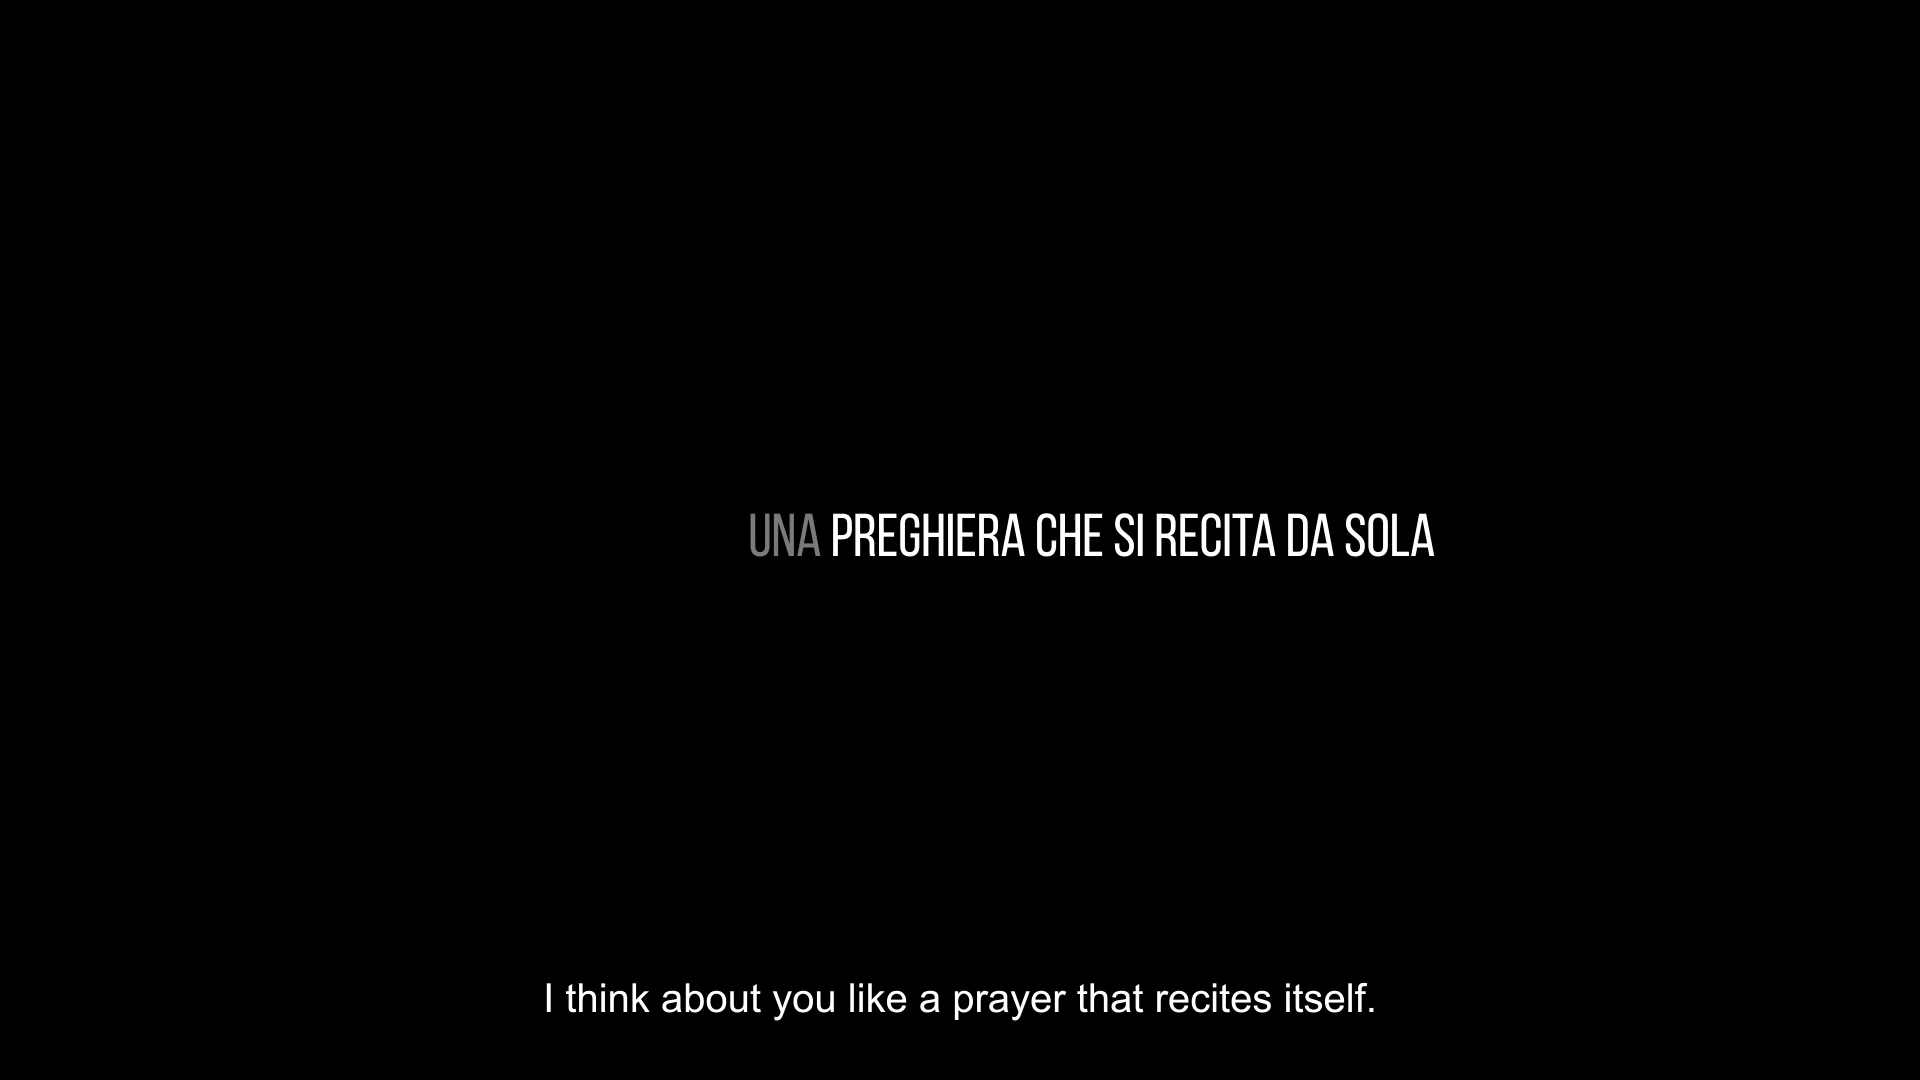 UNA PREGHIERA CHE SI RECITA DA SOLA
I think about you like a prayer that recites itself.